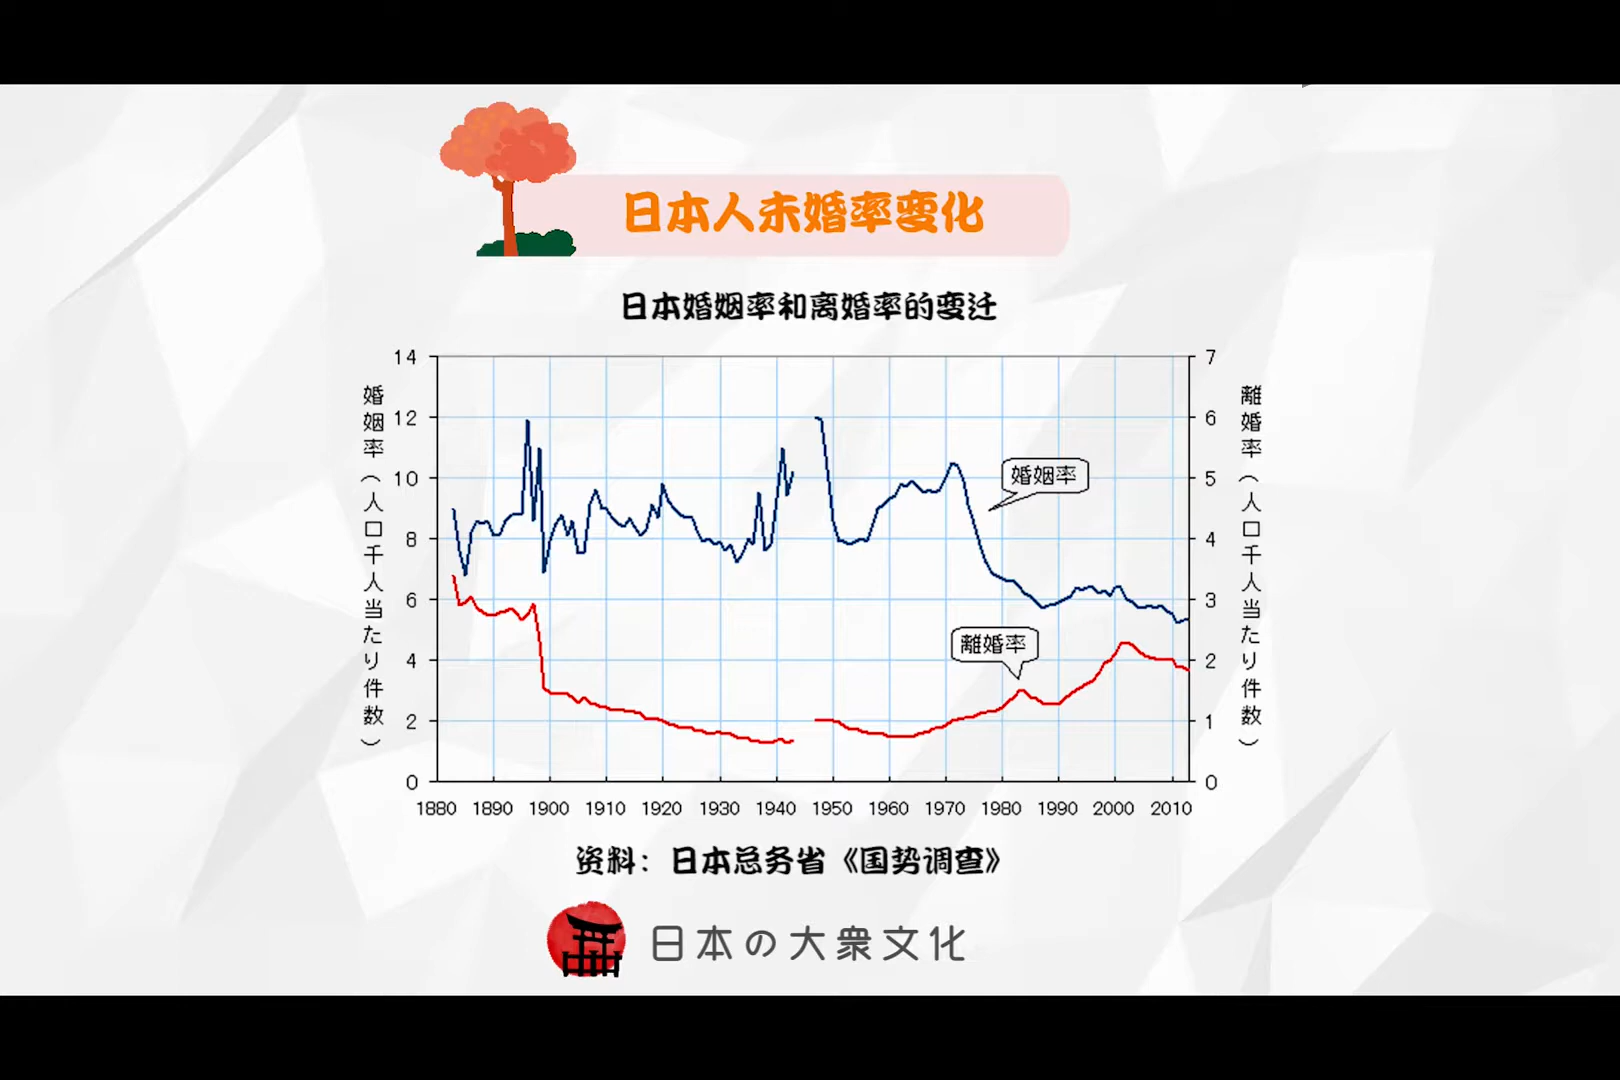 日本人未婚率变化
日本婚姻率和离婚率的变迁
婚姻率（人口千人当たり件数）
14
12
10
8
6
4
2
0
7
6
5
4
3
2
1
0
離婚率（人口千人当たり件数）
婚姻率
離婚率
1880 1890 1900 1910 1920 1930 1940 1950 1960 1970 1980 1990 2000 2010
资料：日本总务省《国势调查》
日本の大衆文化